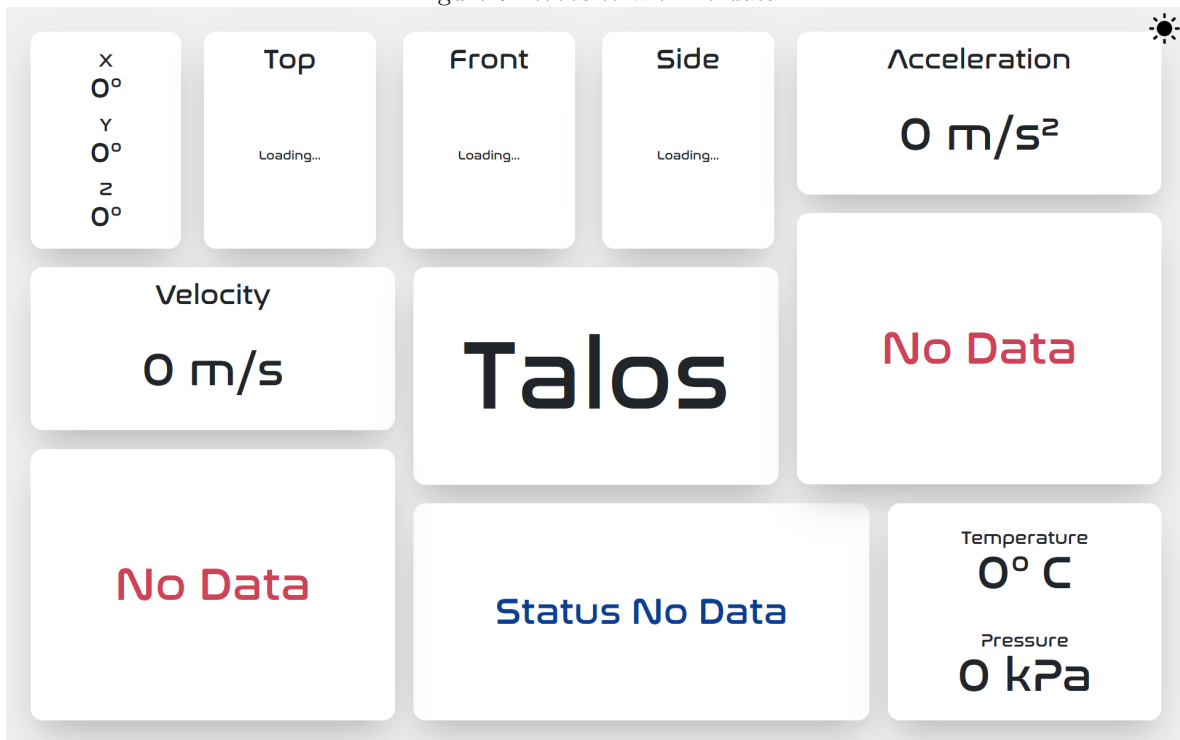 X
0°
Y
0°
Z
0°
Top
Loading...
Front
Loading...
Side
Loading...
Acceleration
0 m/s²
Velocity
0 m/s
Talos
No Data
No Data
Status No Data
Temperature
0° C
Pressure
0 kPa